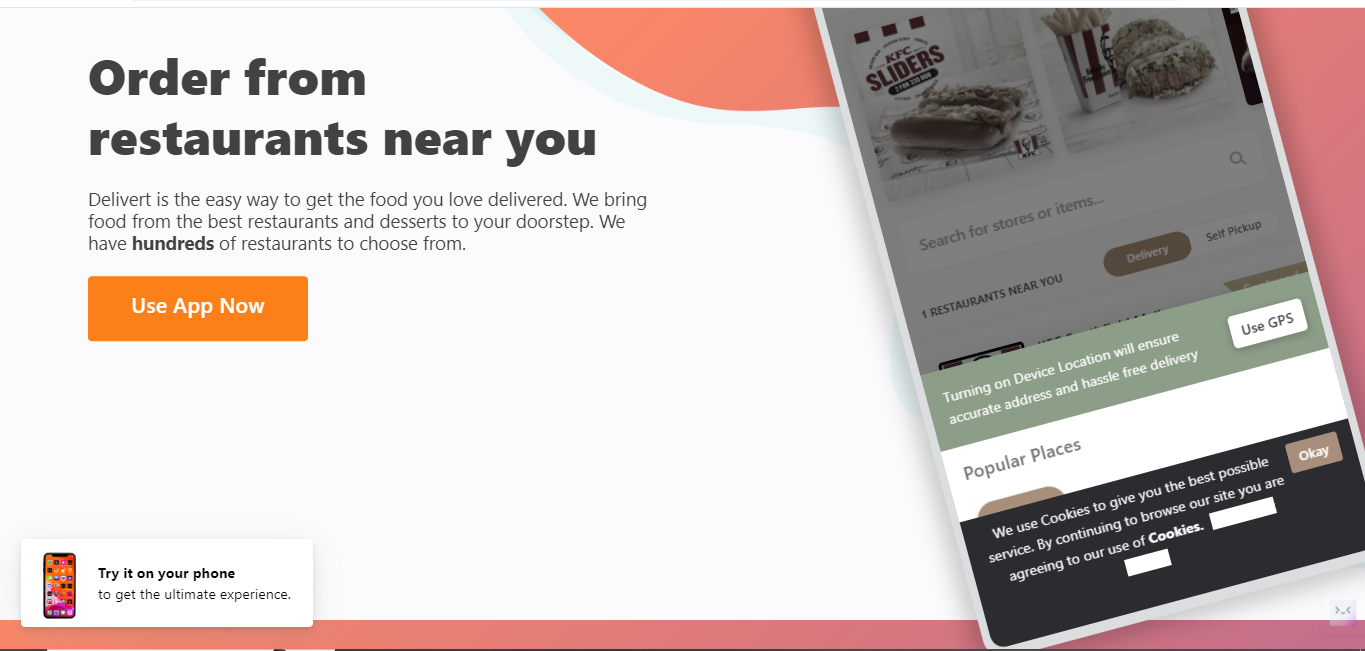 Order from
restaurants near you
Delivert is the easy way to get the food you love delivered. We bring
food from the best restaurants and desserts to your doorstep. We
have hundreds of restaurants to choose from.
Use App Now
Try it on your phone
to get the ultimate experience.
KFC
SLIDERS
KFC
Search for stores or items...
Delivery
Self Pickup
1 RESTAURANTS NEAR YOU
Turning on Device Location will ensure
accurate address and hassle free delivery
Use GPS
Popular Places
We use Cookies to give you the best possible
service. By continuing to browse our site you are
agreeing to our use of Cookies.
Okay